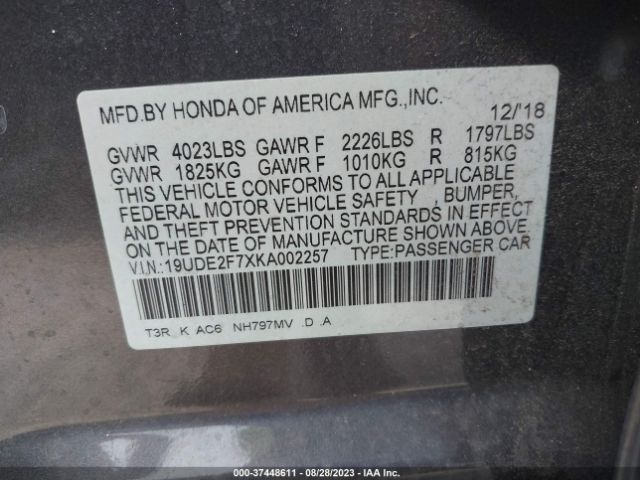 MFD.BY HONDA OF AMERICA MFG.,INC. 12/'18
GVWR 4023LBS GAWR F 2226LBS R 1797LBS
GVWR 1825KG GAWR F 1010KG R 815KG
THIS VEHICLE CONFORMS TO ALL APPLICABLE
FEDERAL MOTOR VEHICLE SAFETY , BUMPER,
AND THEFT PREVENTION STANDARDS IN EFFECT
ON THE DATE OF MANUFACTURE SHOWN ABOVE.
V.I.N.:19UDE2F7XKA002257 TYPE:PASSENGER CAR
T3R K AC6 NH797MV .D .A
000-37448611 - 08/28/2023 - IAA Inc.